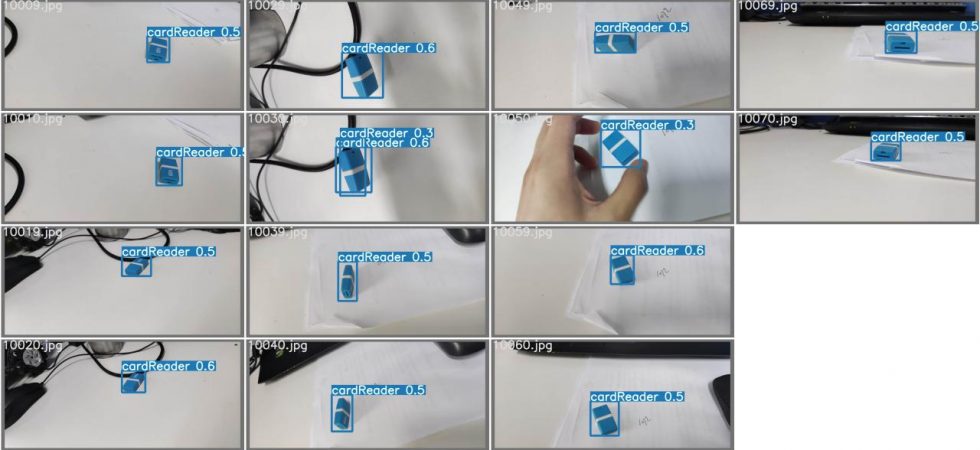 10009.jpg
cardReader 0.5
10029.jpg
cardReader 0.6
10049.jpg
cardReader 0.5
10069.jpg
cardReader 0.5
10010.jpg
cardReader 0.5
10030.jpg
cardReader 0.3
cardReader 0.6
10050.jpg
cardReader 0.3
10070.jpg
cardReader 0.5
10019.jpg
cardReader 0.5
10039.jpg
cardReader 0.5
10059.jpg
cardReader 0.6
10020.jpg
cardReader 0.6
10040.jpg
cardReader 0.5
10060.jpg
cardReader 0.5